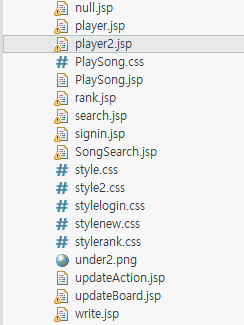 null.jsp
player.jsp
player2.jsp
PlaySong.css
PlaySong.jsp
rank.jsp
search.jsp
signin.jsp
SongSearch.jsp
style.css
style2.css
stylelogin.css
stylenew.css
stylerank.css
under2.png
updateAction.jsp
updateBoard.jsp
write.jsp